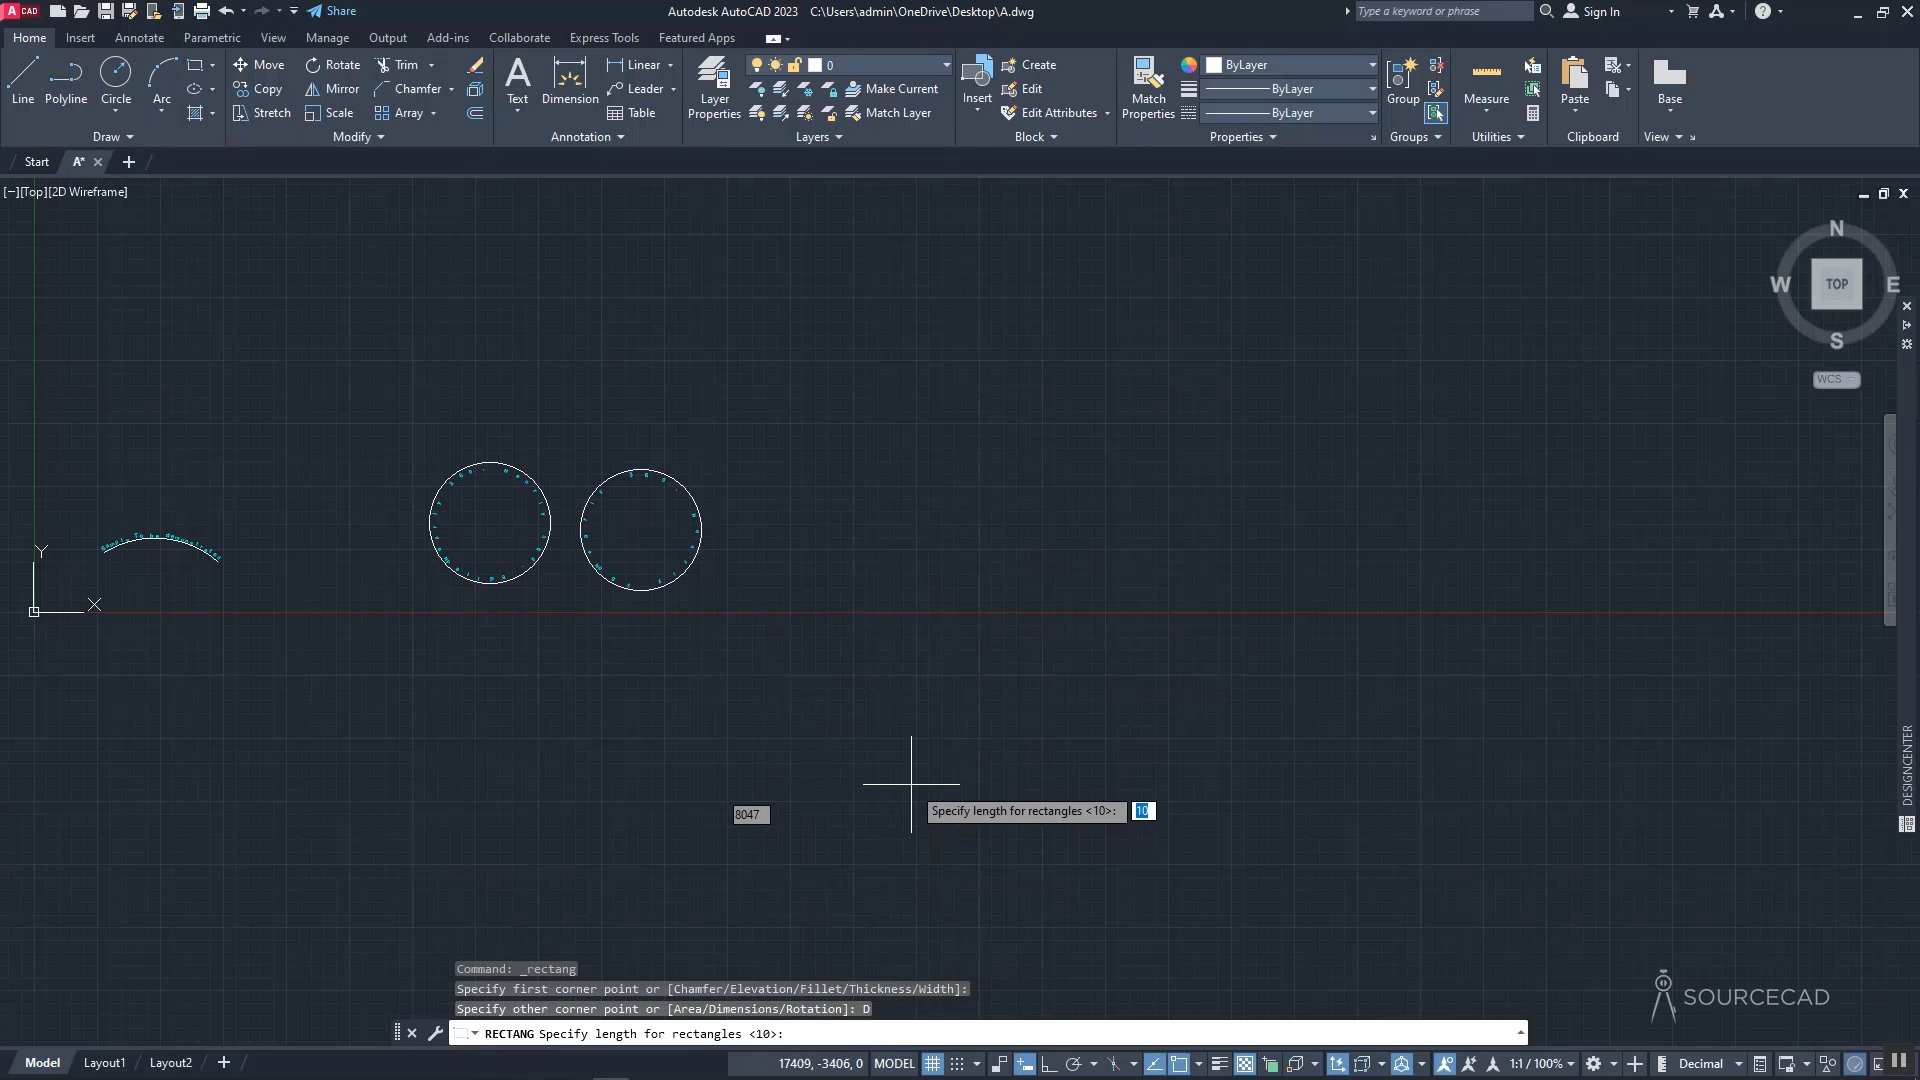 A CAD
Share
Autodesk AutoCAD 2023 C:\Users\admin\OneDrive\Desktop\A.dwg
Type a keyword or phrase
Sign In
Home Insert Annotate Parametric View Manage Output Add-ins Collaborate Express Tools Featured Apps
Line Polyline Circle Arc
Move Rotate Trim
Copy Mirror Chamfer
Stretch Scale Array
Text Dimension
Linear
Leader
Table
Layer Properties
0
Make Current
Match Layer
Insert
Create
Edit
Edit Attributes
Match Properties
ByLayer
ByLayer
ByLayer
Group
Measure
Paste
Base
Draw Modify Annotation Layers Block Properties Groups Utilities Clipboard View
Start A*
[−][Top][2D Wireframe]
N
W TOP E
S
WCS
Y
X
DESIGNCENTER
8047
Specify length for rectangles <10>: 10
Command: _rectang
Specify first corner point or [Chamfer/Elevation/Fillet/Thickness/Width]:
Specify other corner point or [Area/Dimensions/Rotation]: D
RECTANG Specify length for rectangles <10>:
SOURCECAD
Model Layout1 Layout2
17409, -3406, 0 MODEL
1:1 / 100%
Decimal